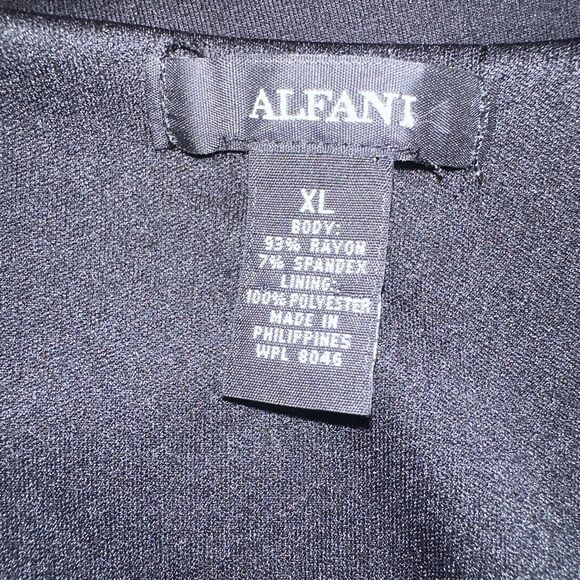 ALFANI
XL
BODY:
93% RAYON
7% SPANDEX
LINING:
100% POLYESTER
MADE IN
PHILIPPINES
WPL 8046